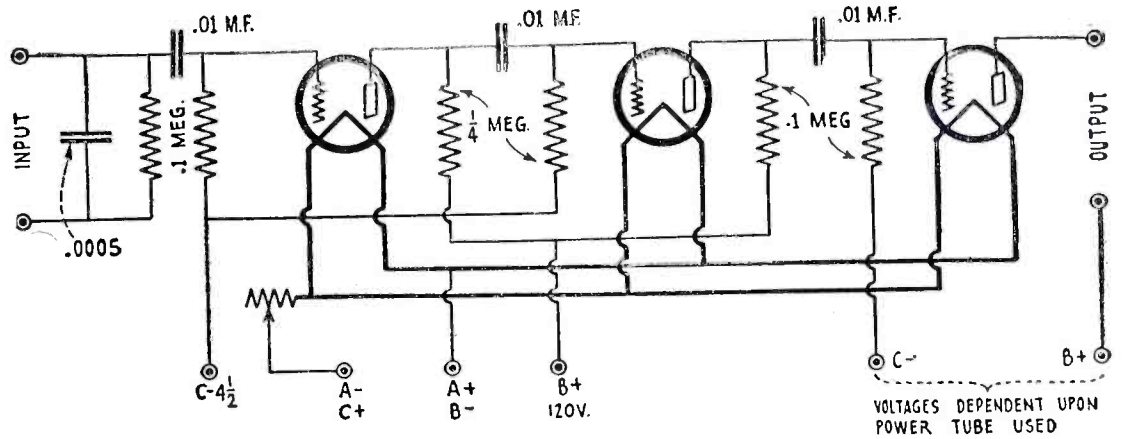 .01 M.F.
.01 M.F.
.01 M.F.
INPUT
.1 MEG.
1/4 MEG.
.1 MEG
OUTPUT
.0005
C-4 1/2
A-
C+
A+
B-
B+
120V.
C-
B+
VOLTAGES DEPENDENT UPON
POWER TUBE USED